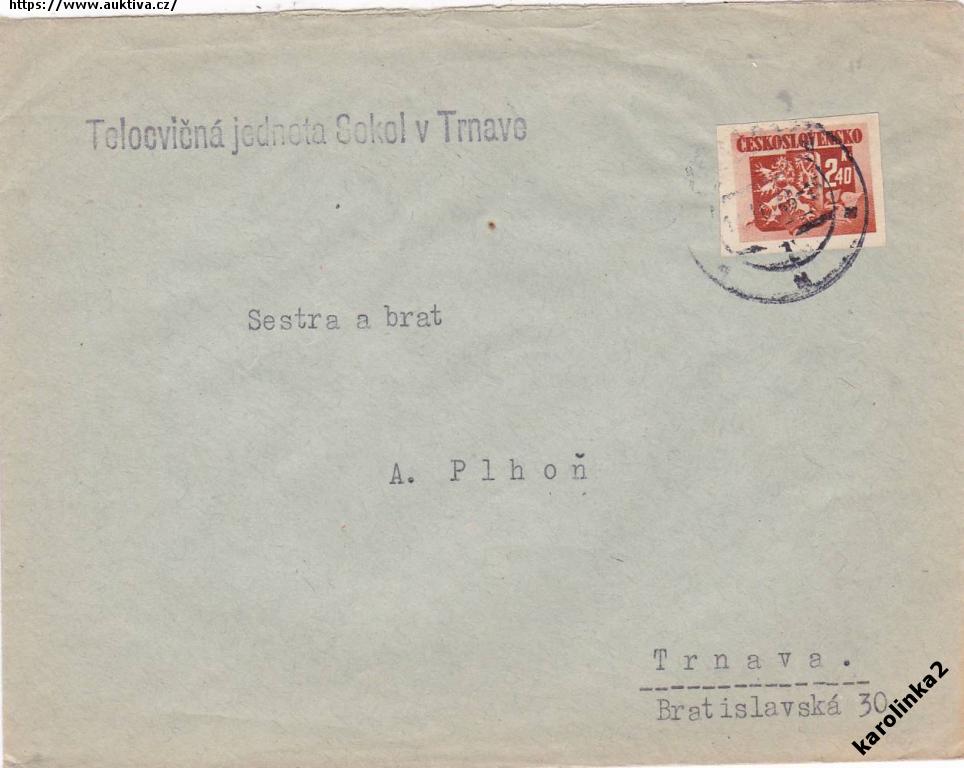 https://www.auktiva.cz/
Telocvičná jednota Sokol v Trnave
ČESKOSLOVENSKO
K
2 40
Sestra a brat
A. Plhoň
Trnava.
Bratislavská 30
karolinka2